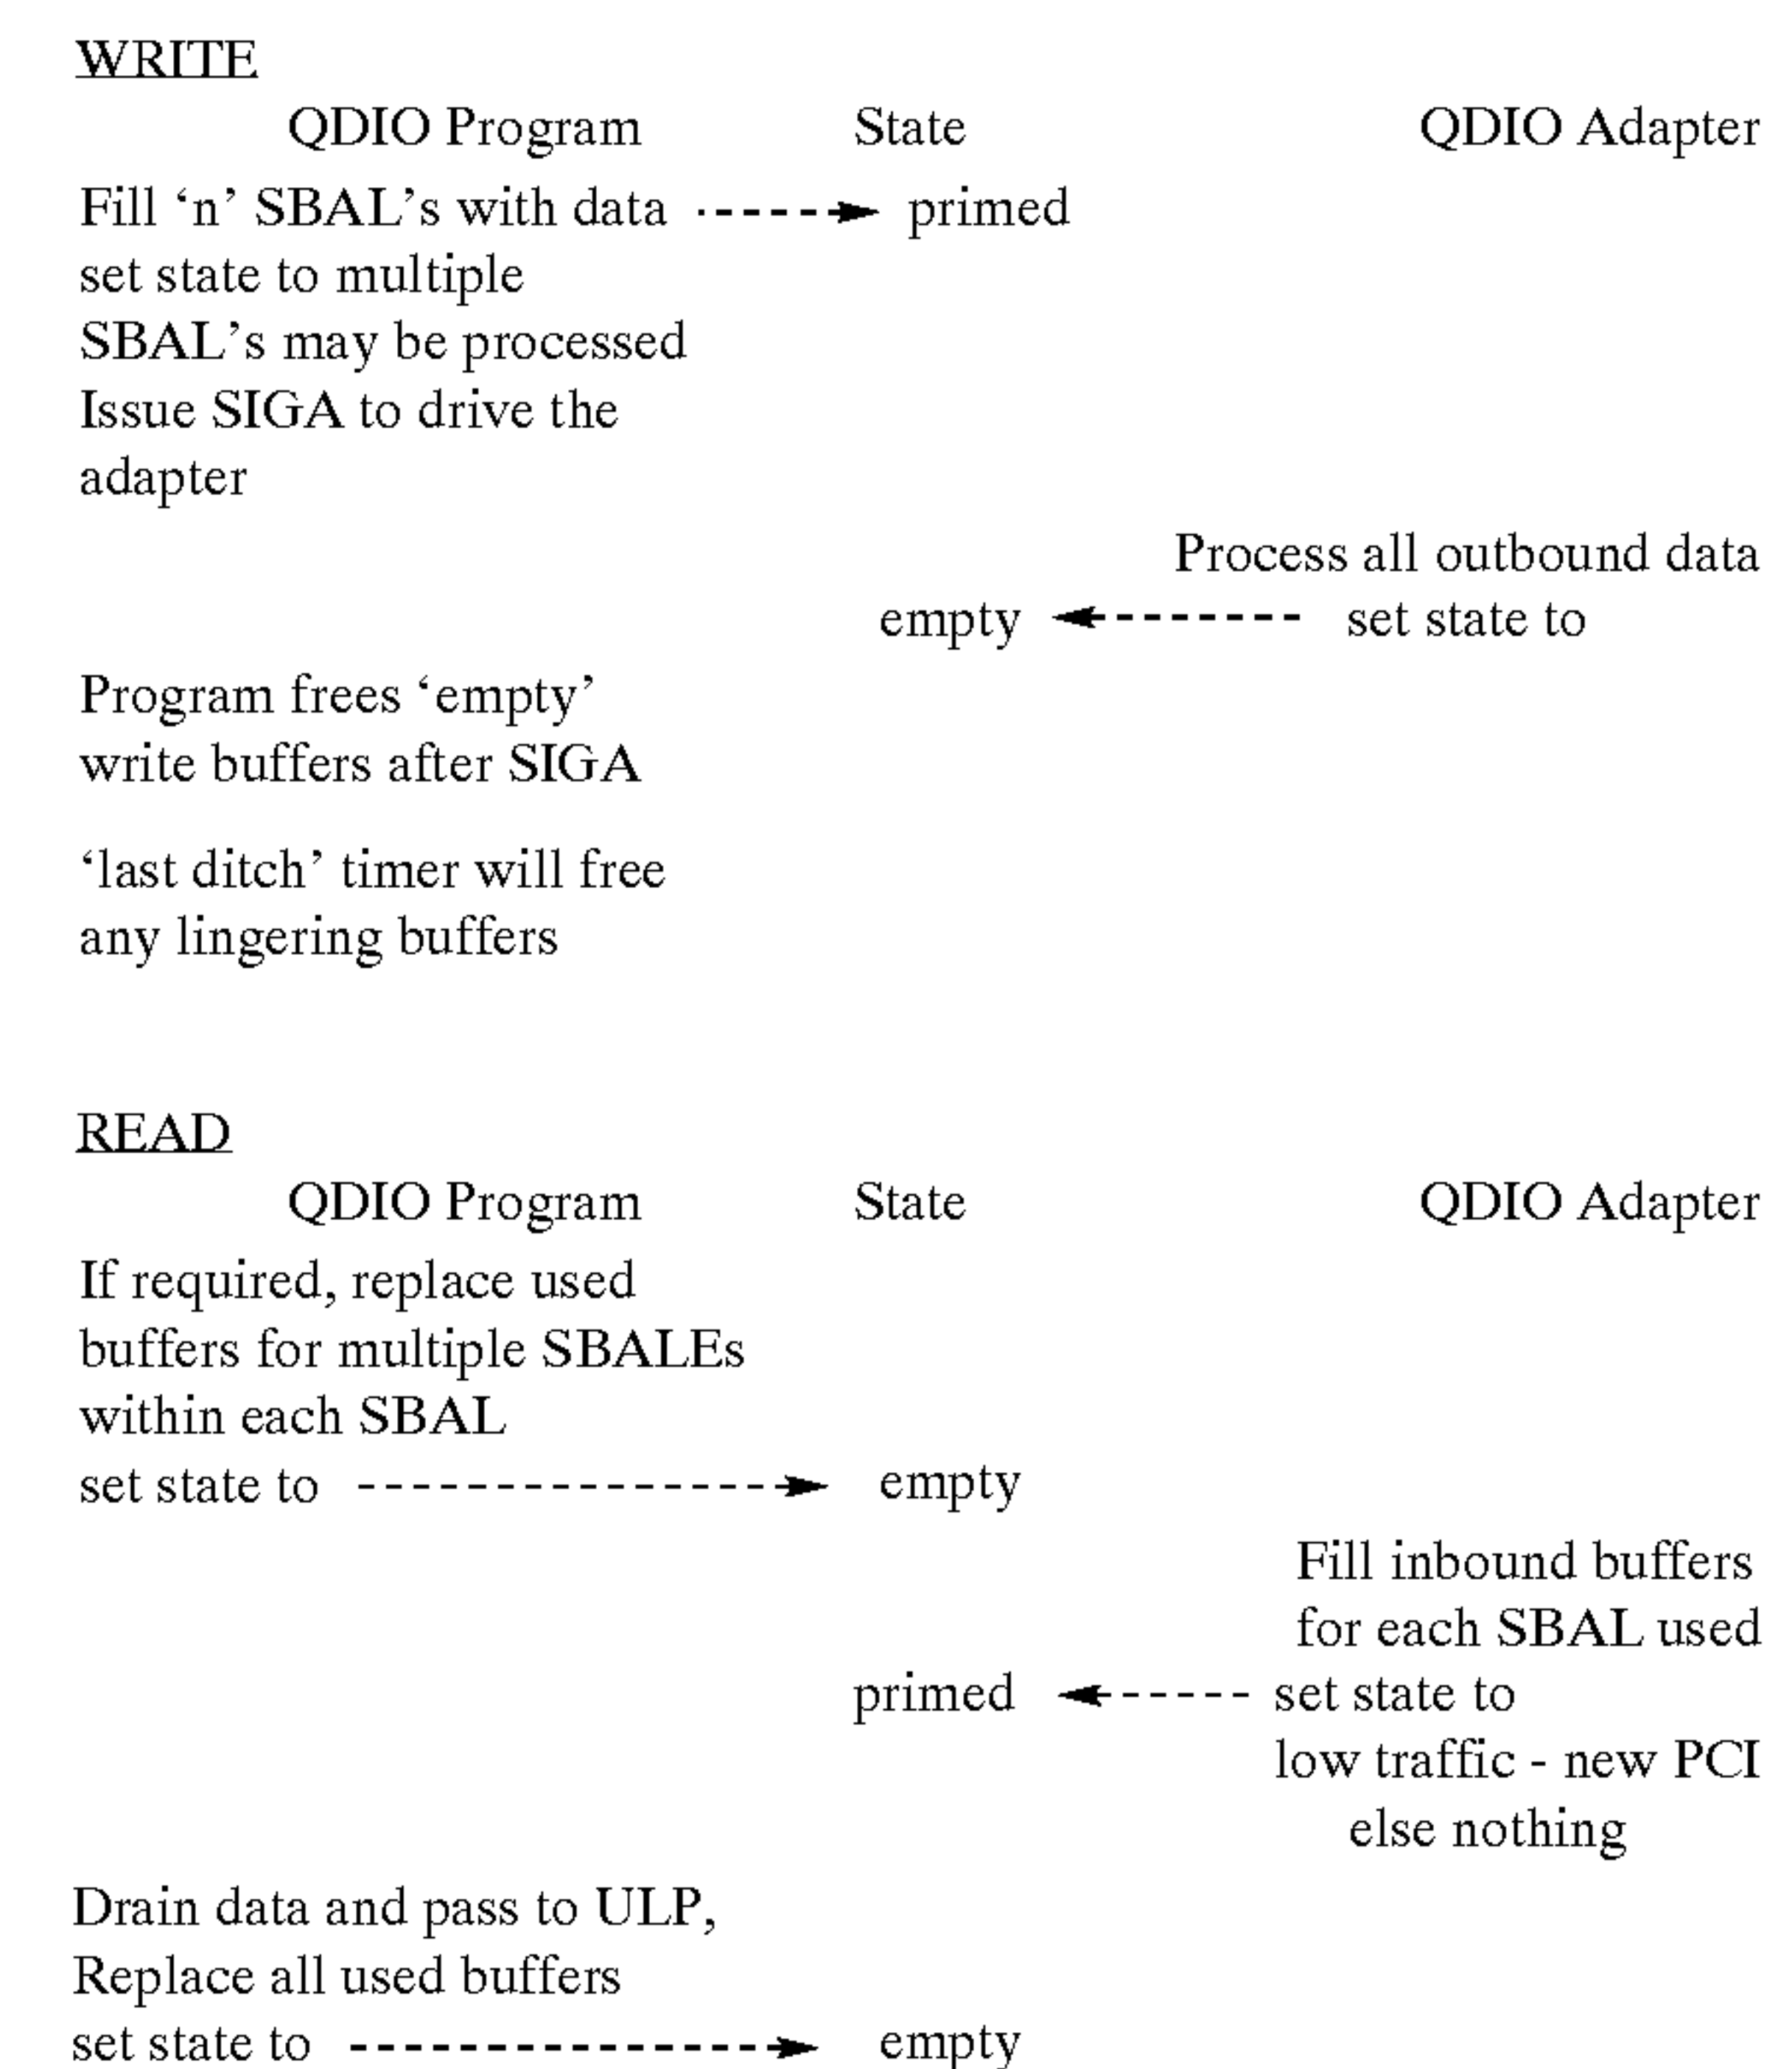 WRITE
QDIO Program State QDIO Adapter
Fill ‘n’ SBAL’s with data primed
set state to multiple
SBAL’s may be processed
Issue SIGA to drive the
adapter
Process all outbound data
empty set state to
Program frees ‘empty’
write buffers after SIGA
‘last ditch’ timer will free
any lingering buffers
READ
QDIO Program State QDIO Adapter
If required, replace used
buffers for multiple SBALEs
within each SBAL
set state to empty
Fill inbound buffers
for each SBAL used
primed set state to
low traffic - new PCI
else nothing
Drain data and pass to ULP,
Replace all used buffers
set state to empty